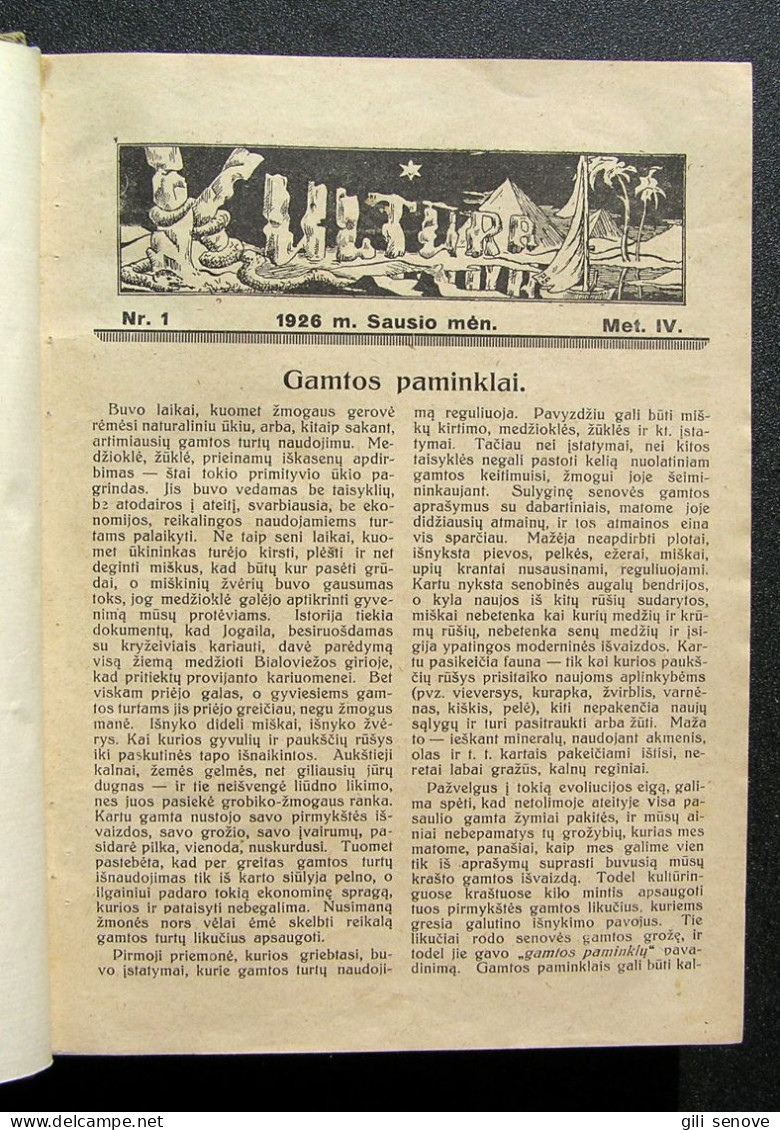 KULTŪRA
Nr. 1 1926 m. Sausio mėn. Met. IV.
Gamtos paminklai.
Buvo laikai, kuomet žmogaus gerovė
rėmėsi naturaliniu ūkiu, arba, kitaip sakant,
artimiausių gamtos turtų naudojimu. Me-
džioklė, žūklė, prieinamų iškasenų apdir-
bimas — štai tokio primityvio ūkio pa-
grindas. Jis buvo vedamas be taisyklių,
be atodairos į ateitį, svarbiausia, be eko-
nomijos, reikalingos naudojamiems tur-
tams palaikyti. Ne taip seni laikai, kuo-
met ūkininkas turėjo kirsti, plėšti ir net
deginti miškus, kad būtų kur pasėti grū-
dai, o miškinių žvėrių buvo gausumas
toks, jog medžioklė galėjo aptikrinti gyve-
nimą mūsų protėviams. Istorija tiekia
dokumentų, kad Jogaila, besiruošdamas
su kryžeiviais kariauti, davė parėdymą
visą žiemą medžioti Bialoviežos girioje,
kad pritiektų provijanto kariuomenei. Bet
viskam priėjo galas, o gyviesiems gam-
tos turtams jis priėjo greičiau, negu žmogus
manė. Išnyko dideli miškai, išnyko žvė-
rys. Kai kurios gyvulių ir paukščių rūšys
iki paskutinės tapo išnaikintos. Aukštieji
kalnai, žemės gelmės, net giliausių jūrų
dugnas — ir tie neišvengė liūdno likimo,
nes juos pasiekė grobiko-žmogaus ranka.
Kartu gamta nustojo savo pirmykštės iš-
vaizdos, savo grožio, savo įvairumų, pa-
sidarė pilka, vienoda, nuskurdusi. Tuomet
pastebėta, kad per greitas gamtos turtų
išnaudojimas tik iš karto siūlyja pelno, o
ilgainiui padaro tokią ekonominę spragą,
kurios ir pataisyti nebegalima. Nusimaną
žmonės nors vėlai ėmė skelbti reikalą
gamtos turtų likučius apsaugoti.
Pirmoji priemonė, kurios griebtasi, bu-
vo įstatymai, kurie gamtos turtų naudoji-
mą reguliuoja. Pavyzdžiu gali būti miš-
kų kirtimo, medžioklės, žūklės ir kt. įsta-
tymai. Tačiau nei įstatymai, nei kitos
taisyklės negali pastoti kelią nuolatiniam
gamtos keitimuisi, žmogui joje šeimi-
ninkaujant. Sulyginę senovės gamtos
aprašymus su dabartiniais, matome joje
didžiausių atmainų, ir tos atmainos eina
vis sparčiau. Mažėja neapdirbti plotai,
išnyksta pievos, pelkės, ežerai, miškai,
upių krantai nusausinami, reguliuojami.
Kartu nyksta senobinės augalų bendrijos,
o kyla naujos iš kitų rūšių sudarytos,
miškai nebetenka kai kurių medžių ir krū-
mų rūšių, nebetenka senų medžių ir įsi-
gija ypatingos moderninės išvaizdos. Kar-
tu pasikeičia fauna — tik kai kurios paukš-
čių rūšys prisitaiko naujoms aplinkybėms
(pvz. vieversys, kurapka, žvirblis, varnė-
nas, kiškis, pelė), kiti nepakenčia naujų
sąlygų ir turi pasitraukti arba žūti. Maža
to — ieškant mineralų, naudojant akmenis,
olas ir t. t. kartais pakeičiami ištisi, ne-
retai labai gražūs, kalnų reginiai.
Pažvelgus į tokią evoliucijos eigą, gali-
ma spėti, kad netolimoje ateityje visa pa-
saulio gamta žymiai pakitės, ir mūsų ai-
niai nebepamatys tų grožybių, kurias mes
matome, panašiai, kaip mes galime vien
tik iš aprašymų suprasti buvusią mūsų
krašto gamtos išvaizdą. Todel kultūrin-
guose kraštuose kilo mintis apsaugoti
tuos pirmykštės gamtos likučius, kuriems
gresia galutino išnykimo pavojus. Tie
likučiai rodo senovės gamtos grožę, ir
todel jie gavo „gamtos paminklų“ pava-
dinimą. Gamtos paminklais gali būti kal-
gili senove